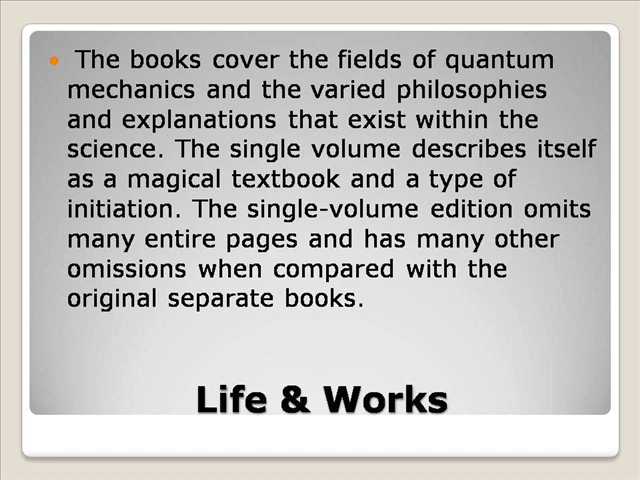 The books cover the fields of quantum
mechanics and the varied philosophies
and explanations that exist within the
science. The single volume describes itself
as a magical textbook and a type of
initiation. The single-volume edition omits
many entire pages and has many other
omissions when compared with the
original separate books.
Life & Works